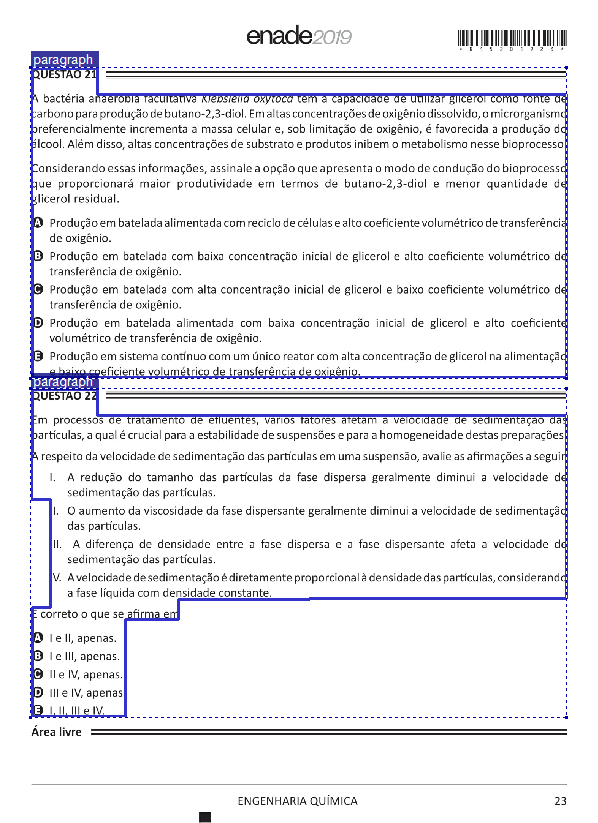 enade2019
paragraph
QUESTÃO 21
A bactéria anaeróbia facultativa Klebsiella oxytoca tem a capacidade de utilizar glicerol como fonte de
carbono para produção de butano-2,3-diol. Em altas concentrações de oxigênio dissolvido, o microrganismo
preferencialmente incrementa a massa celular e, sob limitação de oxigênio, é favorecida a produção do
álcool. Além disso, altas concentrações de substrato e produtos inibem o metabolismo nesse bioprocesso.
Considerando essas informações, assinale a opção que apresenta o modo de condução do bioprocesso
que proporcionará maior produtividade em termos de butano-2,3-diol e menor quantidade de
glicerol residual.
A Produção em batelada alimentada com reciclo de células e alto coeficiente volumétrico de transferência
de oxigênio.
B Produção em batelada com baixa concentração inicial de glicerol e alto coeficiente volumétrico de
transferência de oxigênio.
C Produção em batelada com alta concentração inicial de glicerol e baixo coeficiente volumétrico de
transferência de oxigênio.
D Produção em batelada alimentada com baixa concentração inicial de glicerol e alto coeficiente
volumétrico de transferência de oxigênio.
E Produção em sistema contínuo com um único reator com alta concentração de glicerol na alimentação
e baixo coeficiente volumétrico de transferência de oxigênio.
paragraph
QUESTÃO 22
Em processos de tratamento de efluentes, vários fatores afetam a velocidade de sedimentação das
partículas, a qual é crucial para a estabilidade de suspensões e para a homogeneidade destas preparações.
A respeito da velocidade de sedimentação das partículas em uma suspensão, avalie as afirmações a seguir.
I. A redução do tamanho das partículas da fase dispersa geralmente diminui a velocidade de
sedimentação das partículas.
II. O aumento da viscosidade da fase dispersante geralmente diminui a velocidade de sedimentação
das partículas.
III. A diferença de densidade entre a fase dispersa e a fase dispersante afeta a velocidade de
sedimentação das partículas.
IV. A velocidade de sedimentação é diretamente proporcional à densidade das partículas, considerando
a fase líquida com densidade constante.
É correto o que se afirma em
A I e II, apenas.
B I e III, apenas.
C II e IV, apenas.
D III e IV, apenas.
E I, II, III e IV.
Área livre
ENGENHARIA QUÍMICA 23